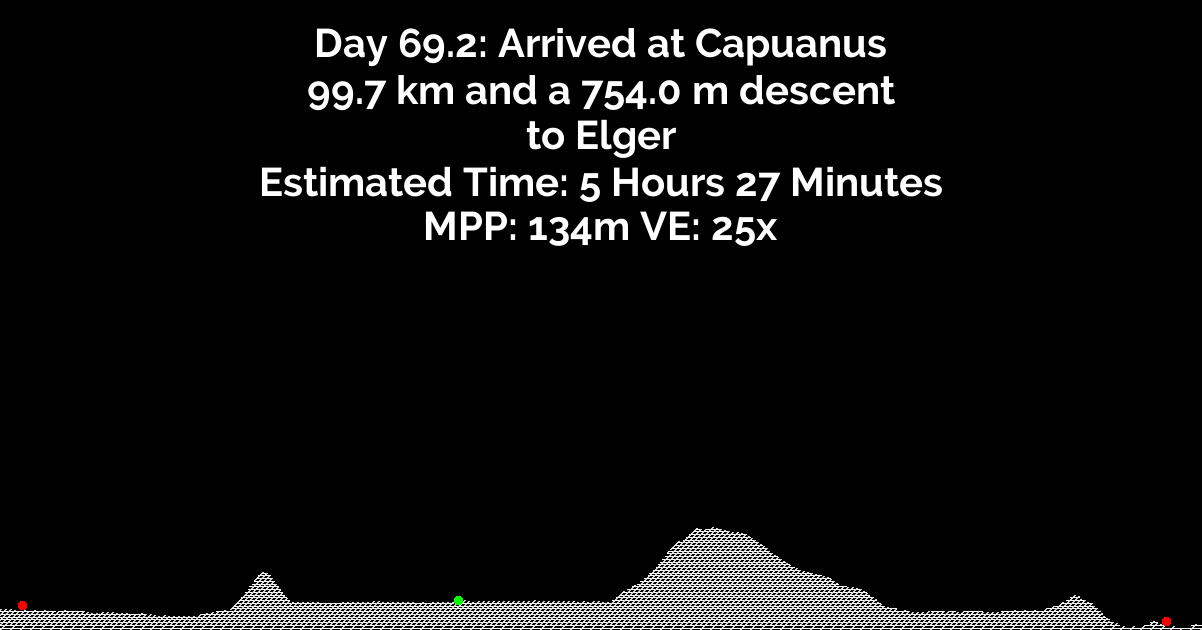 Day 69.2: Arrived at Capuanus
99.7 km and a 754.0 m descent
to Elger
Estimated Time: 5 Hours 27 Minutes
MPP: 134m VE: 25x